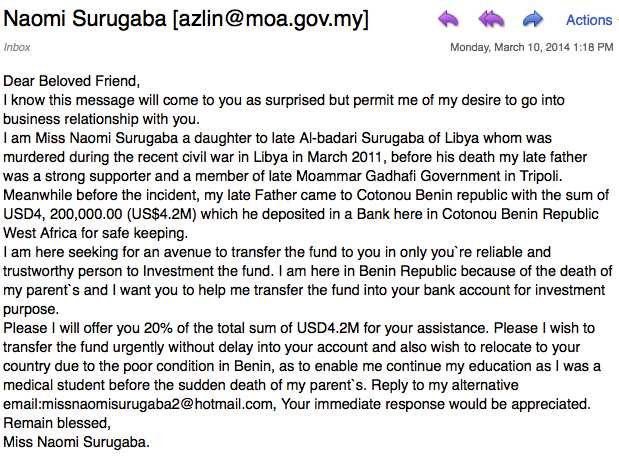 Naomi Surugaba [azlin@moa.gov.my]
Actions
Inbox
Monday, March 10, 2014 1:18 PM
Dear Beloved Friend,
I know this message will come to you as surprised but permit me of my desire to go into
business relationship with you.
I am Miss Naomi Surugaba a daughter to late Al-badari Surugaba of Libya whom was
murdered during the recent civil war in Libya in March 2011, before his death my late father
was a strong supporter and a member of late Moammar Gadhafi Government in Tripoli.
Meanwhile before the incident, my late Father came to Cotonou Benin republic with the sum of
USD4, 200,000.00 (US$4.2M) which he deposited in a Bank here in Cotonou Benin Republic
West Africa for safe keeping.
I am here seeking for an avenue to transfer the fund to you in only you`re reliable and
trustworthy person to Investment the fund. I am here in Benin Republic because of the death of
my parent`s and I want you to help me transfer the fund into your bank account for investment
purpose.
Please I will offer you 20% of the total sum of USD4.2M for your assistance. Please I wish to
transfer the fund urgently without delay into your account and also wish to relocate to your
country due to the poor condition in Benin, as to enable me continue my education as I was a
medical student before the sudden death of my parent`s. Reply to my alternative
email:missnaomisurugaba2@hotmail.com, Your immediate response would be appreciated.
Remain blessed,
Miss Naomi Surugaba.